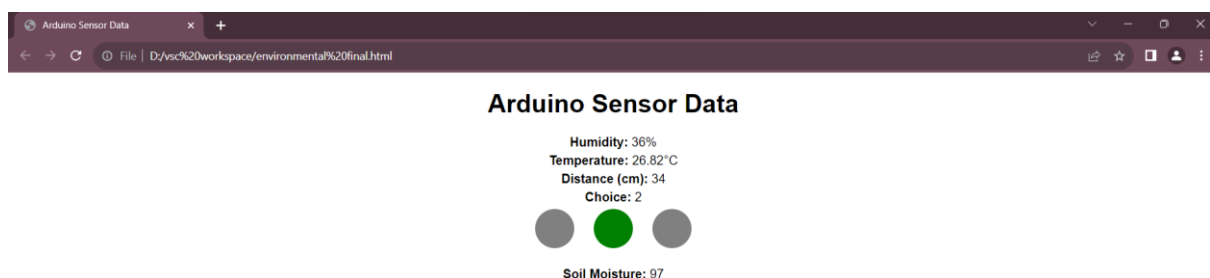 Arduino Sensor Data
File | D:/vsc%20workspace/environmental%20final.html
Arduino Sensor Data
Humidity: 36%
Temperature: 26.82°C
Distance (cm): 34
Choice: 2
Soil Moisture: 97